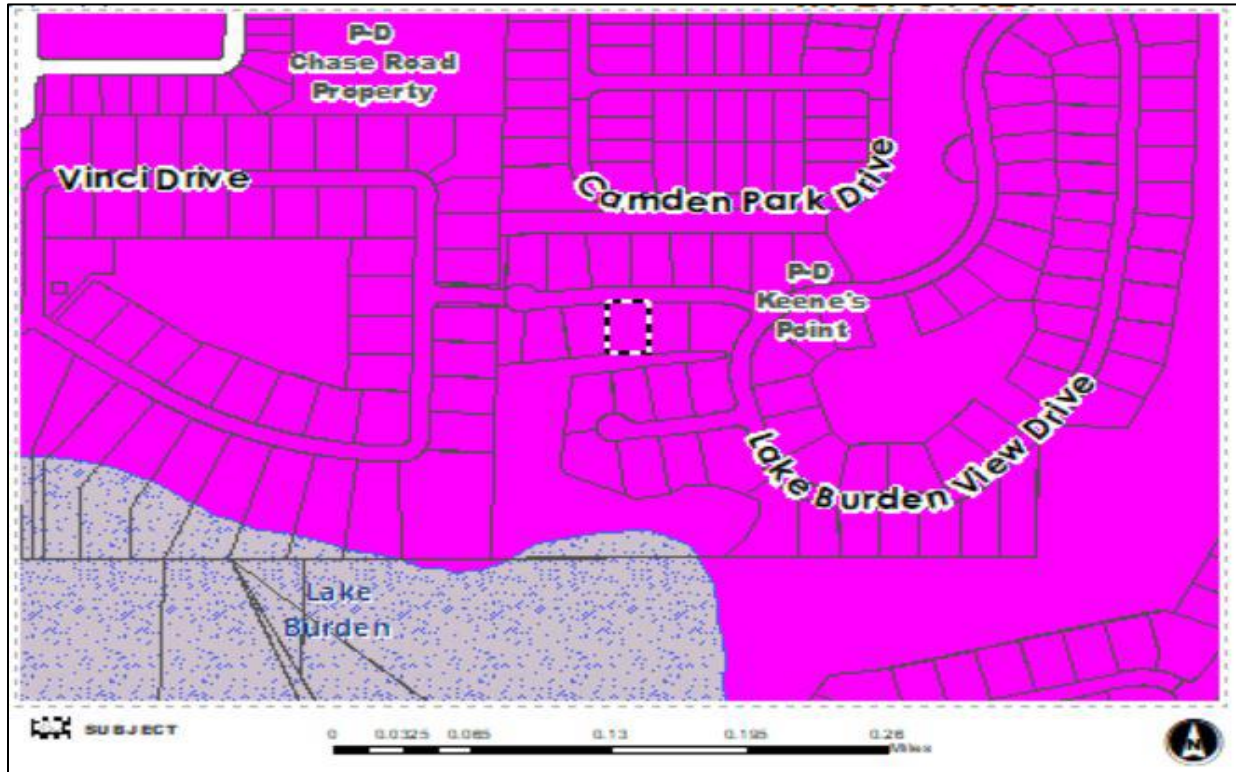 P-D
Chase Road
Property
Vinci Drive
Camden Park Drive
P-D
Keene's
Point
Lake Burden View Drive
Lake
Burden
SUBJECT
0 0.0325 0.065 0.13 0.195 0.26
Miles
N